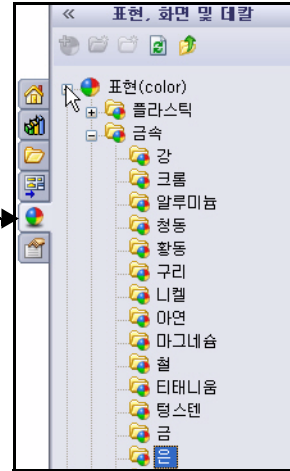 « 표현, 화면 및 데칼
표현(color)
플라스틱
금속
강
크롬
알루미늄
청동
황동
구리
니켈
아연
마그네슘
철
티태니움
텅스텐
금
은